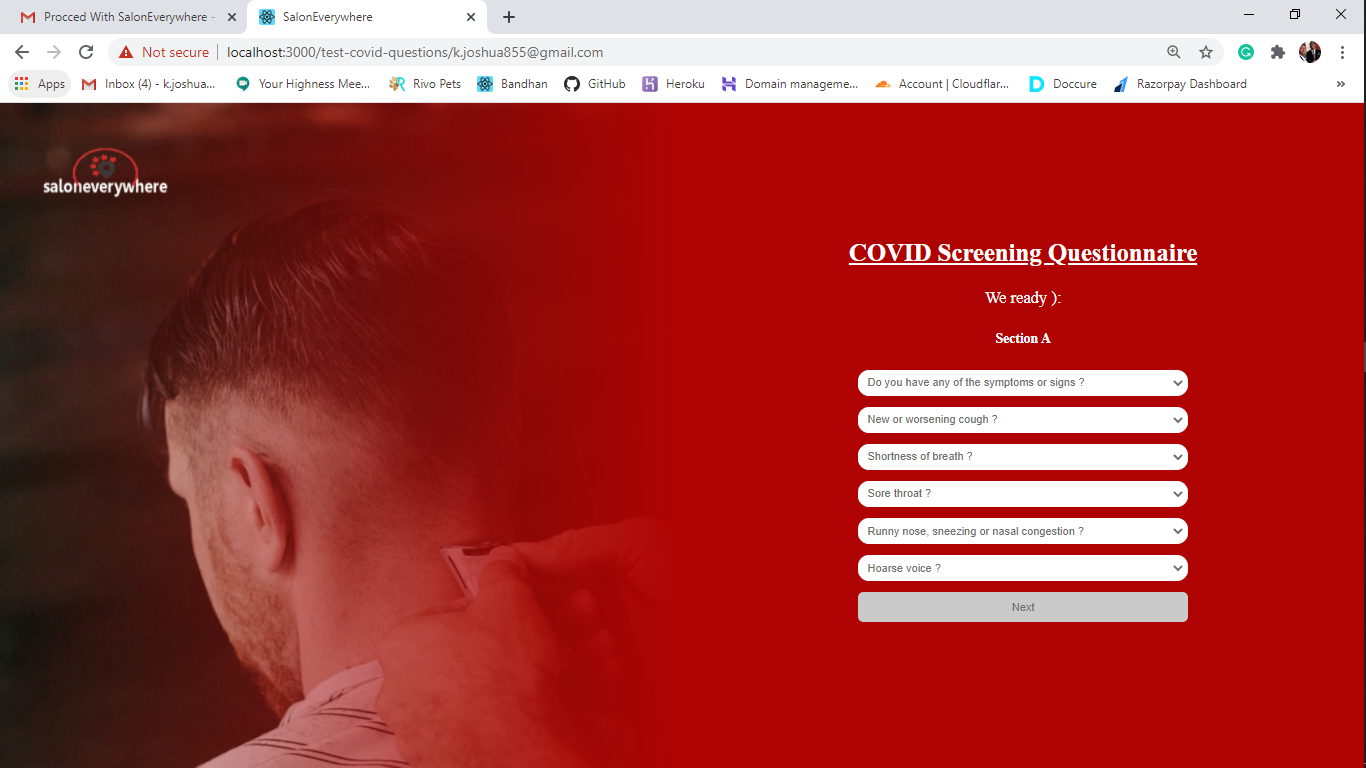 Procced With SalonEverywhere -
SalonEverywhere
Not secure
localhost:3000/test-covid-questions/k.joshua855@gmail.com
Apps
Inbox (4) - k.joshua...
Your Highness Mee...
Rivo Pets
Bandhan
GitHub
Heroku
Domain manageme...
Account | Cloudflar...
Doccure
Razorpay Dashboard
saloneverywhere
COVID Screening Questionnaire
We ready ):
Section A
Do you have any of the symptoms or signs ?
New or worsening cough ?
Shortness of breath ?
Sore throat ?
Runny nose, sneezing or nasal congestion ?
Hoarse voice ?
Next